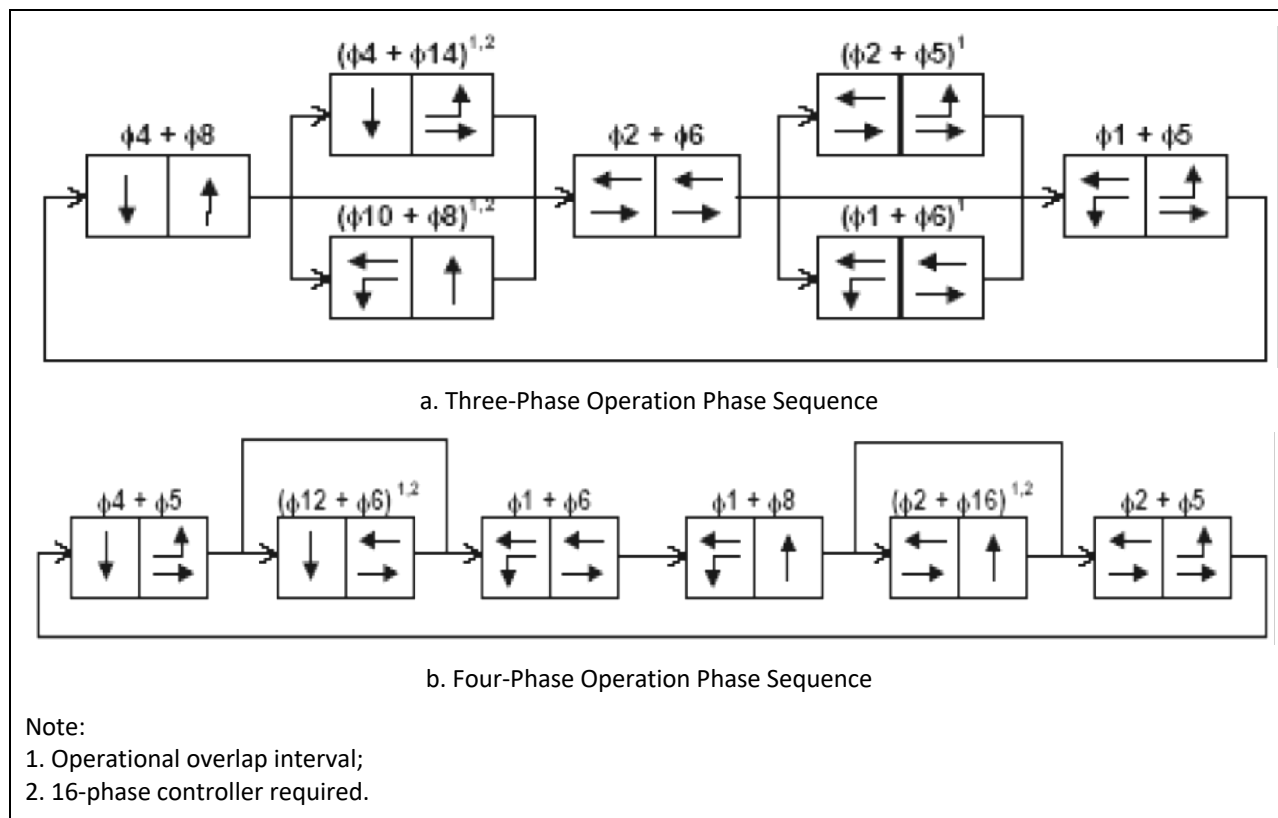 (ϕ4 + ϕ14)1,2
(ϕ2 + ϕ5)1
ϕ4 + ϕ8
ϕ2 + ϕ6
ϕ1 + ϕ5
(ϕ10 + ϕ8)1,2
(ϕ1 + ϕ6)1
a. Three-Phase Operation Phase Sequence
ϕ4 + ϕ5
(ϕ12 + ϕ6)1,2
ϕ1 + ϕ6
ϕ1 + ϕ8
(ϕ2 + ϕ16)1,2
ϕ2 + ϕ5
b. Four-Phase Operation Phase Sequence
Note:
1. Operational overlap interval;
2. 16-phase controller required.